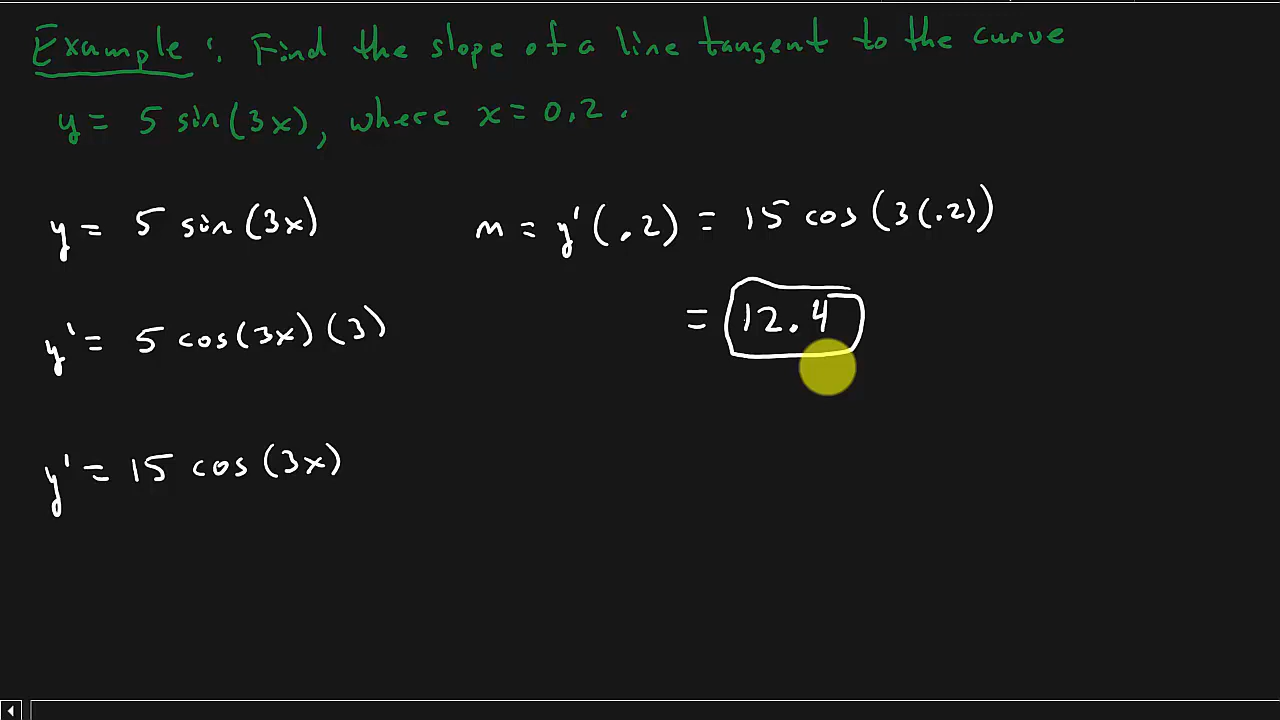 Example: Find the slope of a line tangent to the curve
y = 5 sin(3x), where x = 0.2.
y = 5 sin(3x)
y' = 5 cos(3x)(3)
y' = 15 cos(3x)
m = y'(.2) = 15 cos(3(.2))
= 12.4